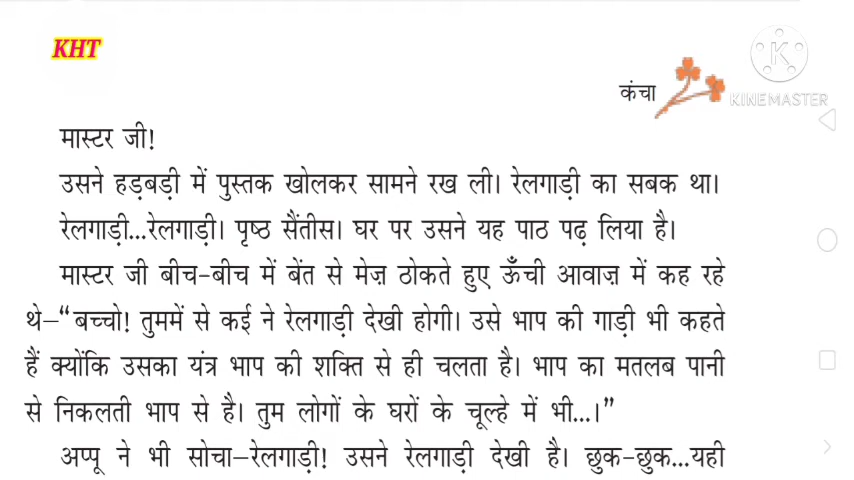 KHT
कंचा
KINEMASTER
मास्टर जी!
उसने हड़बड़ी में पुस्तक खोलकर सामने रख ली। रेलगाड़ी का सबक था।
रेलगाड़ी...रेलगाड़ी। पृष्ठ सैंतीस। घर पर उसने यह पाठ पढ़ लिया है।
मास्टर जी बीच-बीच में बेंत से मेज़ ठोकते हुए ऊँची आवाज़ में कह रहे
थे–“बच्चो! तुममें से कई ने रेलगाड़ी देखी होगी। उसे भाप की गाड़ी भी कहते
हैं क्योंकि उसका यंत्र भाप की शक्ति से ही चलता है। भाप का मतलब पानी
से निकलती भाप से है। तुम लोगों के घरों के चूल्हे में भी...।”
अप्पू ने भी सोचा–रेलगाड़ी! उसने रेलगाड़ी देखी है। छुक-छुक...यही